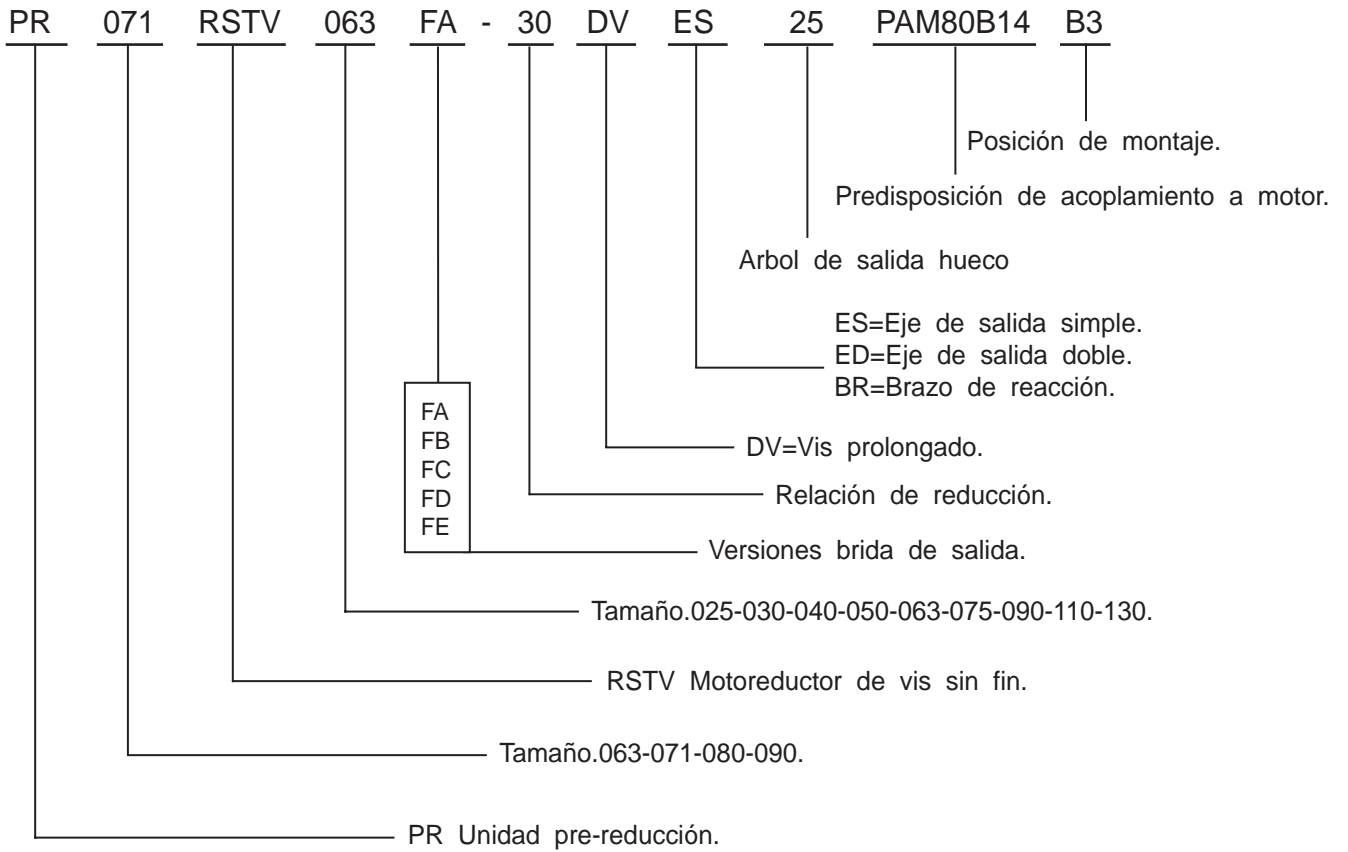 PR 071 RSTV 063 FA - 30 DV ES 25 PAM80B14 B3
Posición de montaje.
Predisposición de acoplamiento a motor.
Arbol de salida hueco
ES=Eje de salida simple.
ED=Eje de salida doble.
BR=Brazo de reacción.
FA
FB
FC
FD
FE
DV=Vis prolongado.
Relación de reducción.
Versiones brida de salida.
Tamaño.025-030-040-050-063-075-090-110-130.
RSTV Motoreductor de vis sin fin.
Tamaño.063-071-080-090.
PR Unidad pre-reducción.